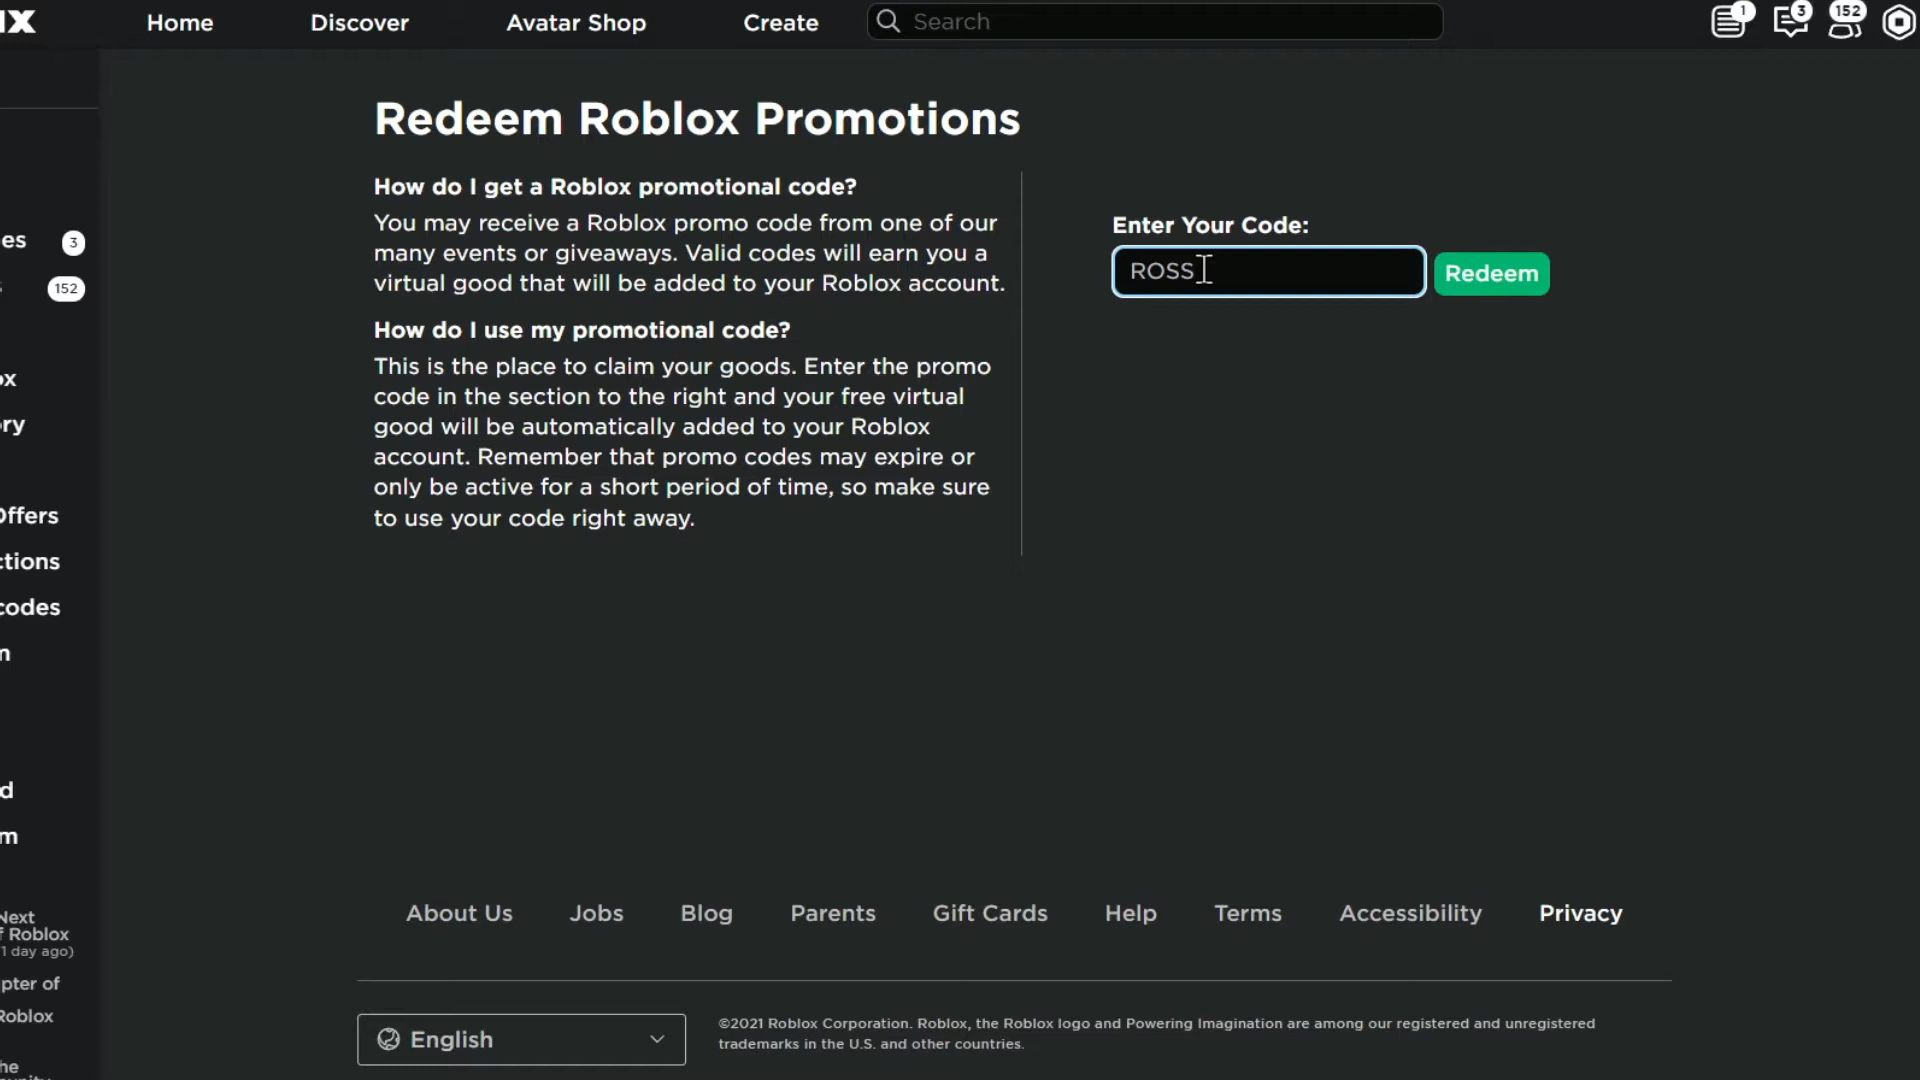 Home Discover Avatar Shop Create Search 1 3 152
Redeem Roblox Promotions
How do I get a Roblox promotional code?
You may receive a Roblox promo code from one of our
many events or giveaways. Valid codes will earn you a
virtual good that will be added to your Roblox account.
How do I use my promotional code?
This is the place to claim your goods. Enter the promo
code in the section to the right and your free virtual
good will be automatically added to your Roblox
account. Remember that promo codes may expire or
only be active for a short period of time, so make sure
to use your code right away.
Enter Your Code:
ROSS Redeem
es 3
152
ox
ry
Offers
ctions
codes
m
d
m
Next
f Roblox
1 day ago)
pter of
Roblox
he
About Us Jobs Blog Parents Gift Cards Help Terms Accessibility Privacy
English
©2021 Roblox Corporation. Roblox, the Roblox logo and Powering Imagination are among our registered and unregistered
trademarks in the U.S. and other countries.